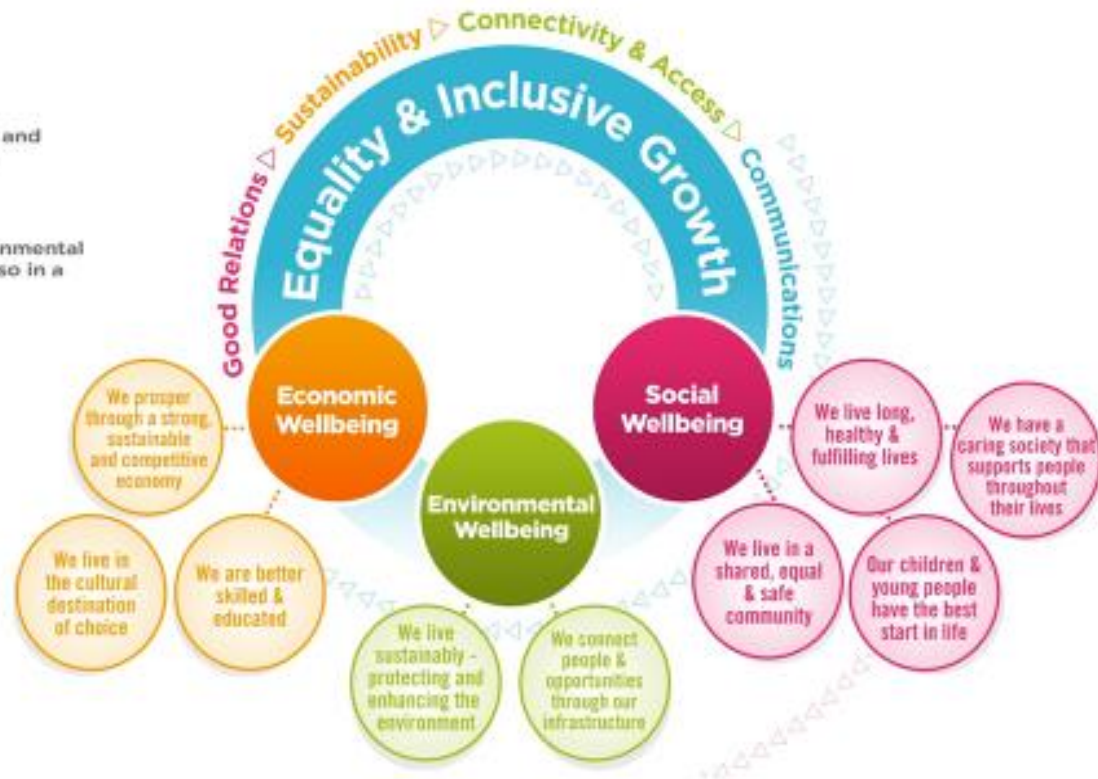 and
nmental
so in a
Good Relations
Sustainability
Connectivity & Access
Communications
Equality & Inclusive Growth
Economic
Wellbeing
Environmental
Wellbeing
Social
Wellbeing
We prosper
through a strong,
sustainable
and competitive
economy
We live in
the cultural
destination
of choice
We are better
skilled &
educated
We live
sustainably -
protecting and
enhancing the
environment
We connect
people &
opportunities
through our
infrastructure
We live in a
shared, equal
& safe
community
We live long,
healthy &
fulfilling lives
Our children &
young people
have the best
start in life
We have a
caring society that
supports people
throughout
their lives